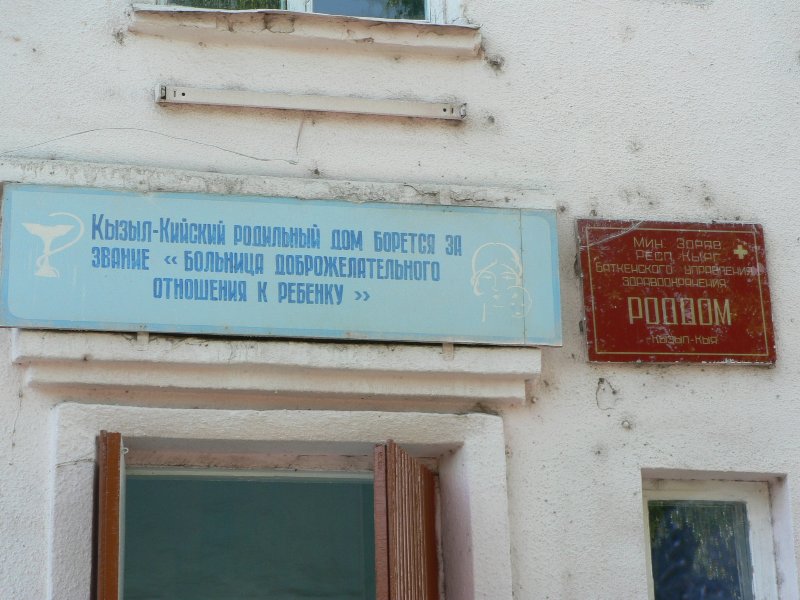 Кызыл-Кийский родильный дом борется за
звание « больница доброжелательного
отношения к ребенку »
Мин Здрав
Респ Кырг
Баткенского управления
здравоохранения
РОДДОМ
Кызыл-Кыя